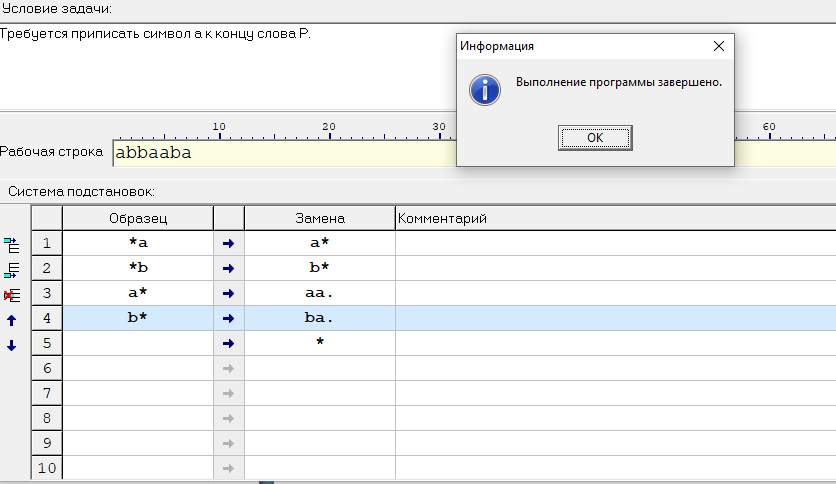 Условие задачи:
Требуется приписать символ a к концу слова P.
Информация
Выполнение программы завершено.
OK
10 20 30 60
Рабочая строка abbaaba
Система подстановок:
Образец Замена Комментарий
1 *a → a*
2 *b → b*
3 a* → aa.
4 b* → ba.
5 → *
6 →
7 →
8 →
9 →
10 →